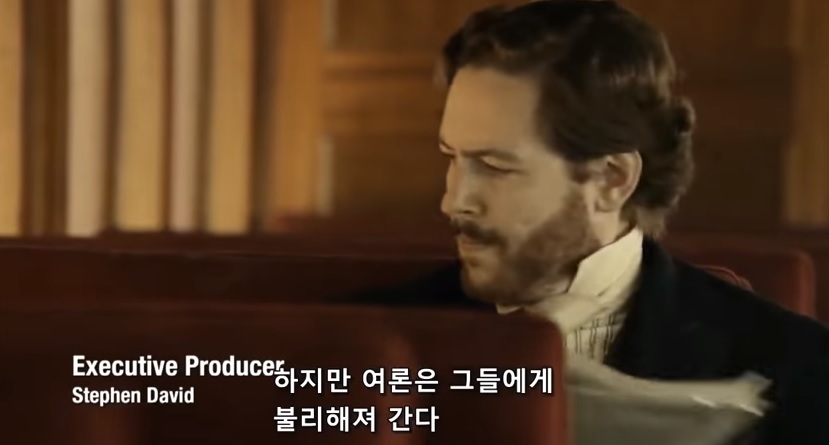 Executive Producer
Stephen David
하지만 여론은 그들에게
불리해져 간다